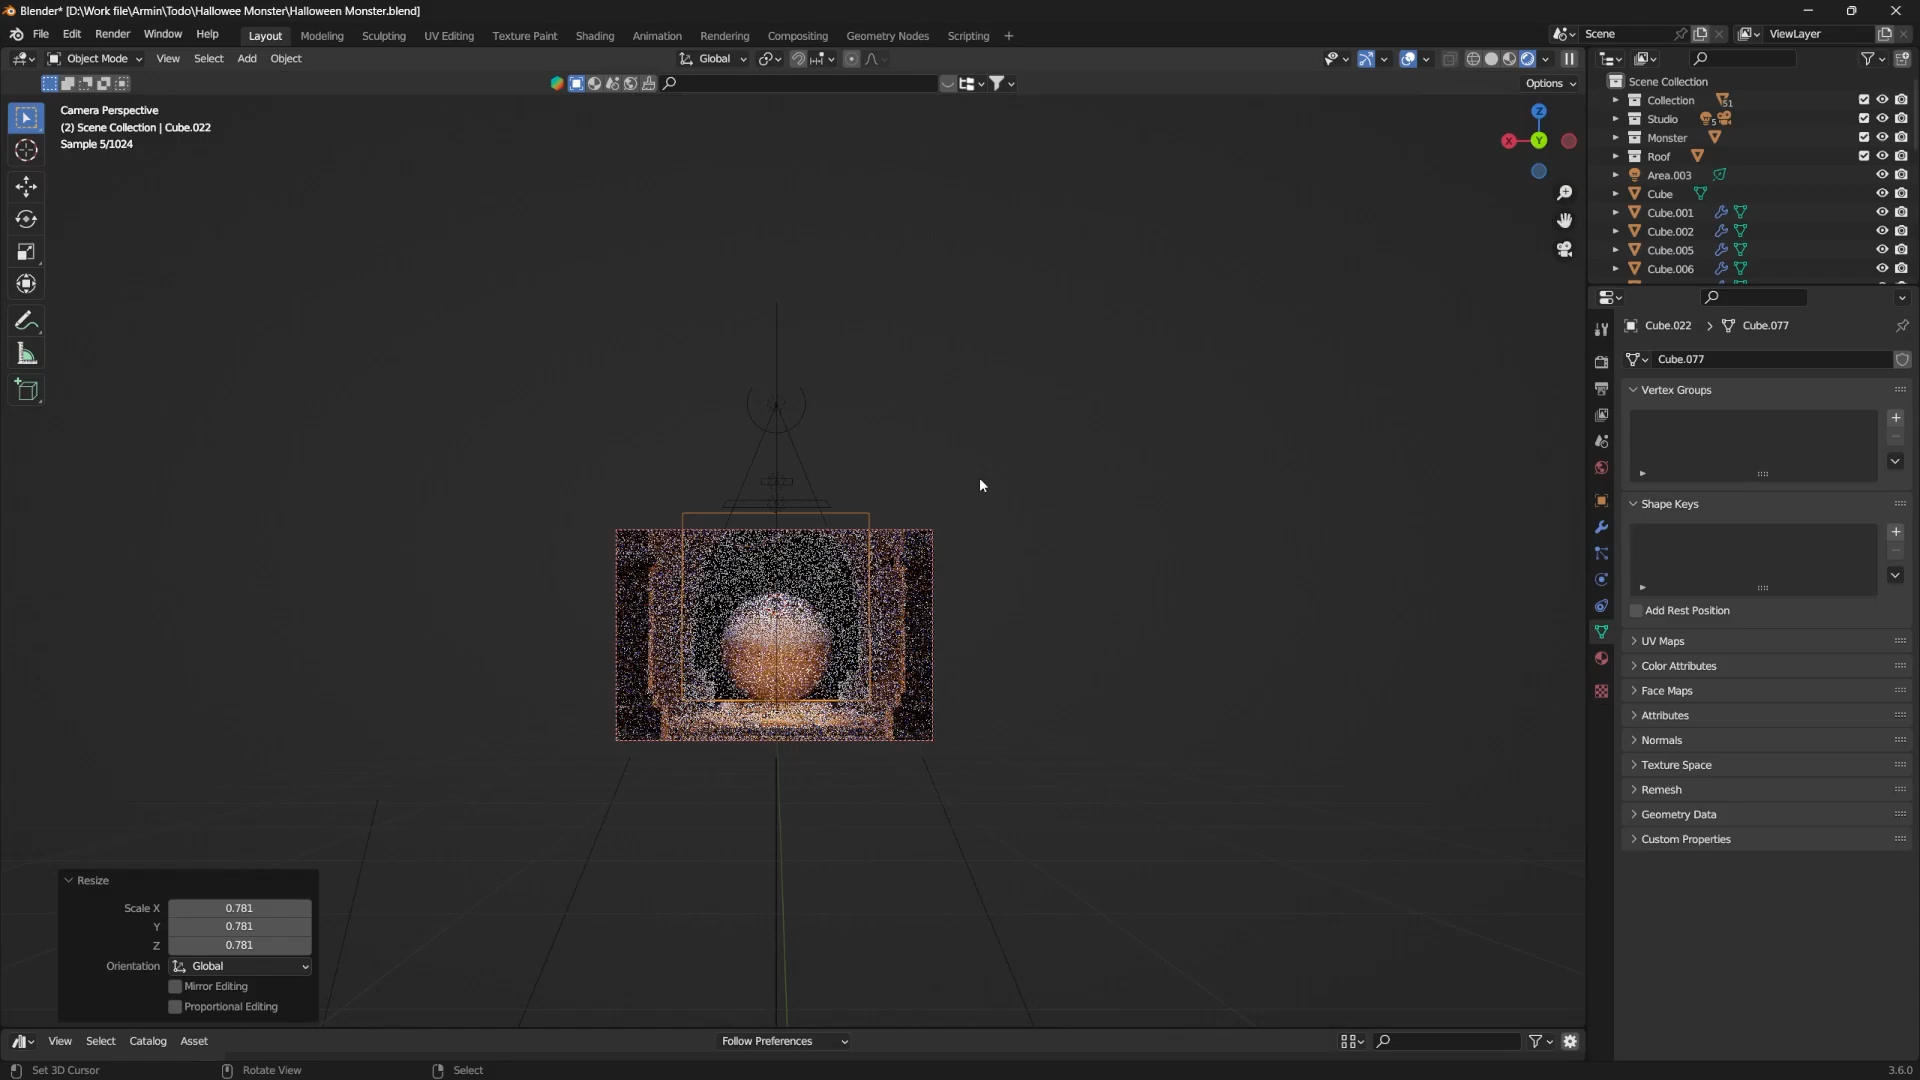 Blender* [D:\Work file\Armin\Todo\Hallowee Monster\Halloween Monster.blend]
File Edit Render Window Help Layout Modeling Sculpting UV Editing Texture Paint Shading Animation Rendering Compositing Geometry Nodes Scripting + Scene ViewLayer
Object Mode View Select Add Object Global
Options
Camera Perspective
(2) Scene Collection | Cube.022
Sample 5/1024
Z
X Y
Scene Collection
Collection 51
Studio 5
Monster
Roof
Area.003
Cube
Cube.001
Cube.002
Cube.005
Cube.006
Cube.022 > Cube.077
Cube.077
Vertex Groups
Shape Keys
Add Rest Position
UV Maps
Color Attributes
Face Maps
Attributes
Normals
Texture Space
Remesh
Geometry Data
Custom Properties
Resize
Scale X 0.781
Y 0.781
Z 0.781
Orientation Global
Mirror Editing
Proportional Editing
View Select Catalog Asset Follow Preferences
Set 3D Cursor Rotate View Select 3.6.0